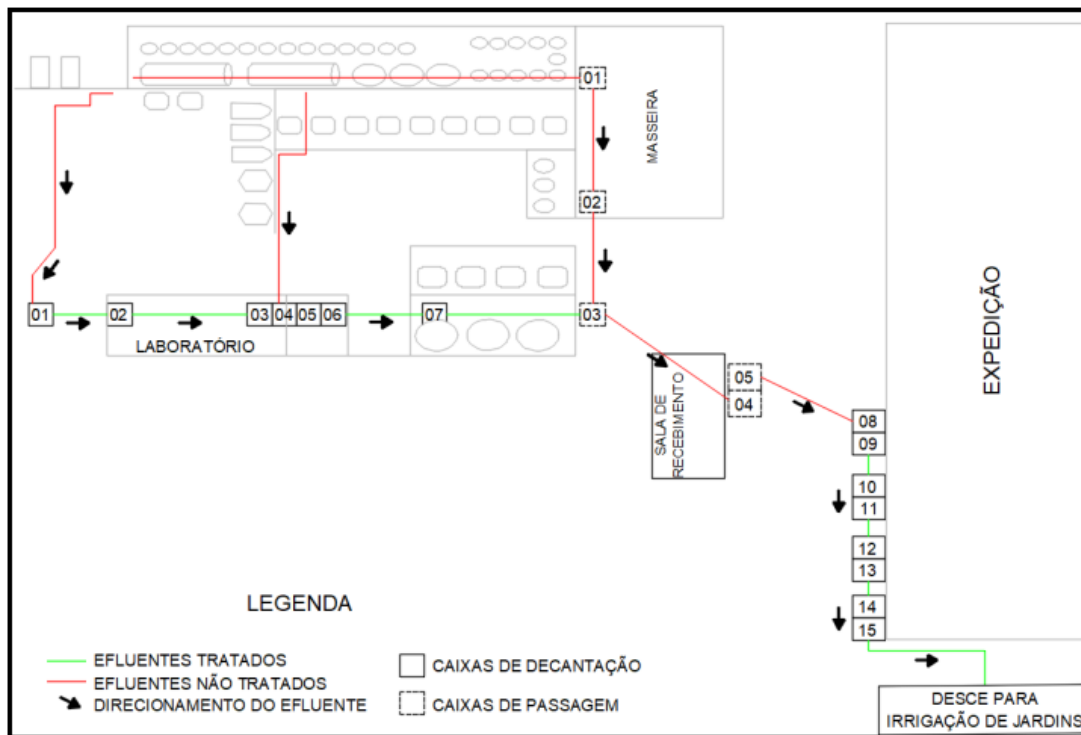 01
MASSEIRA
02
01
02
03
04
05
06
07
03
LABORATÓRIO
SALA DE
RECEBIMENTO
05
04
EXPEDIÇÃO
08
09
10
11
12
13
14
15
LEGENDA
EFLUENTES TRATADOS
EFLUENTES NÃO TRATADOS
DIRECIONAMENTO DO EFLUENTE
CAIXAS DE DECANTAÇÃO
CAIXAS DE PASSAGEM
DESCE PARA
IRRIGAÇÃO DE JARDINS